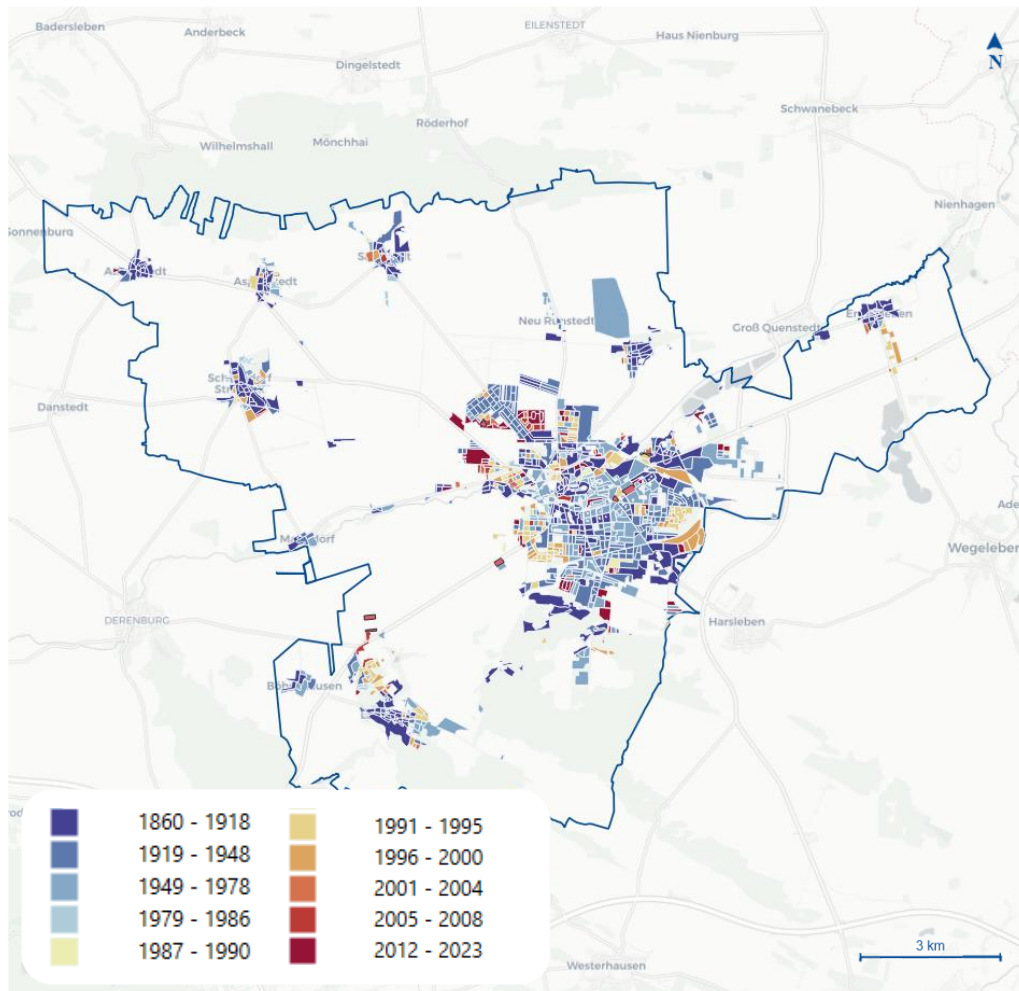 Badersleben
Anderbeck
EILENSTEDT
Haus Nienburg
Dingelstedt
Schwanebeck
Röderhof
Wilhelmshall
Mönchhai
N
Nienhagen
Sonnenburg
Neu Runstedt
Groß Quenstedt
Danstedt
Wegeleben
DERENBURG
Harsleben
1860 - 1918
1919 - 1948
1949 - 1978
1979 - 1986
1987 - 1990
1991 - 1995
1996 - 2000
2001 - 2004
2005 - 2008
2012 - 2023
3 km
Westerhausen